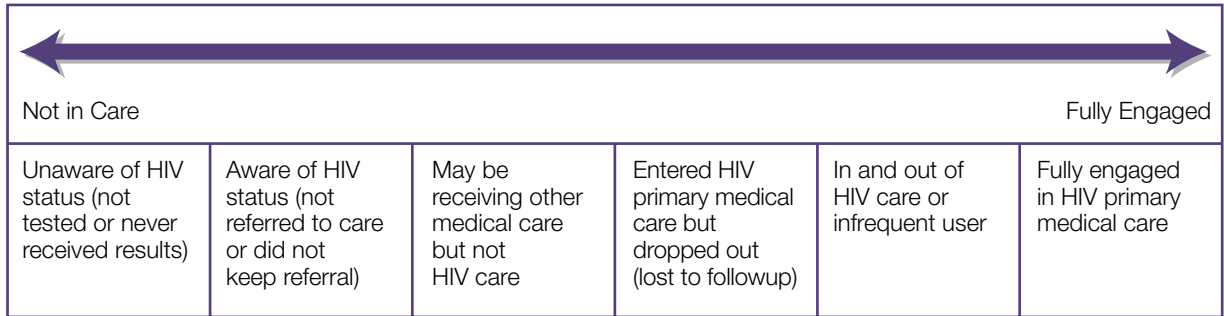 Not in Care
Fully Engaged
Unaware of HIV
status (not
tested or never
received results)
Aware of HIV
status (not
referred to care
or did not
keep referral)
May be
receiving other
medical care
but not
HIV care
Entered HIV
primary medical
care but
dropped out
(lost to followup)
In and out of
HIV care or
infrequent user
Fully engaged
in HIV primary
medical care